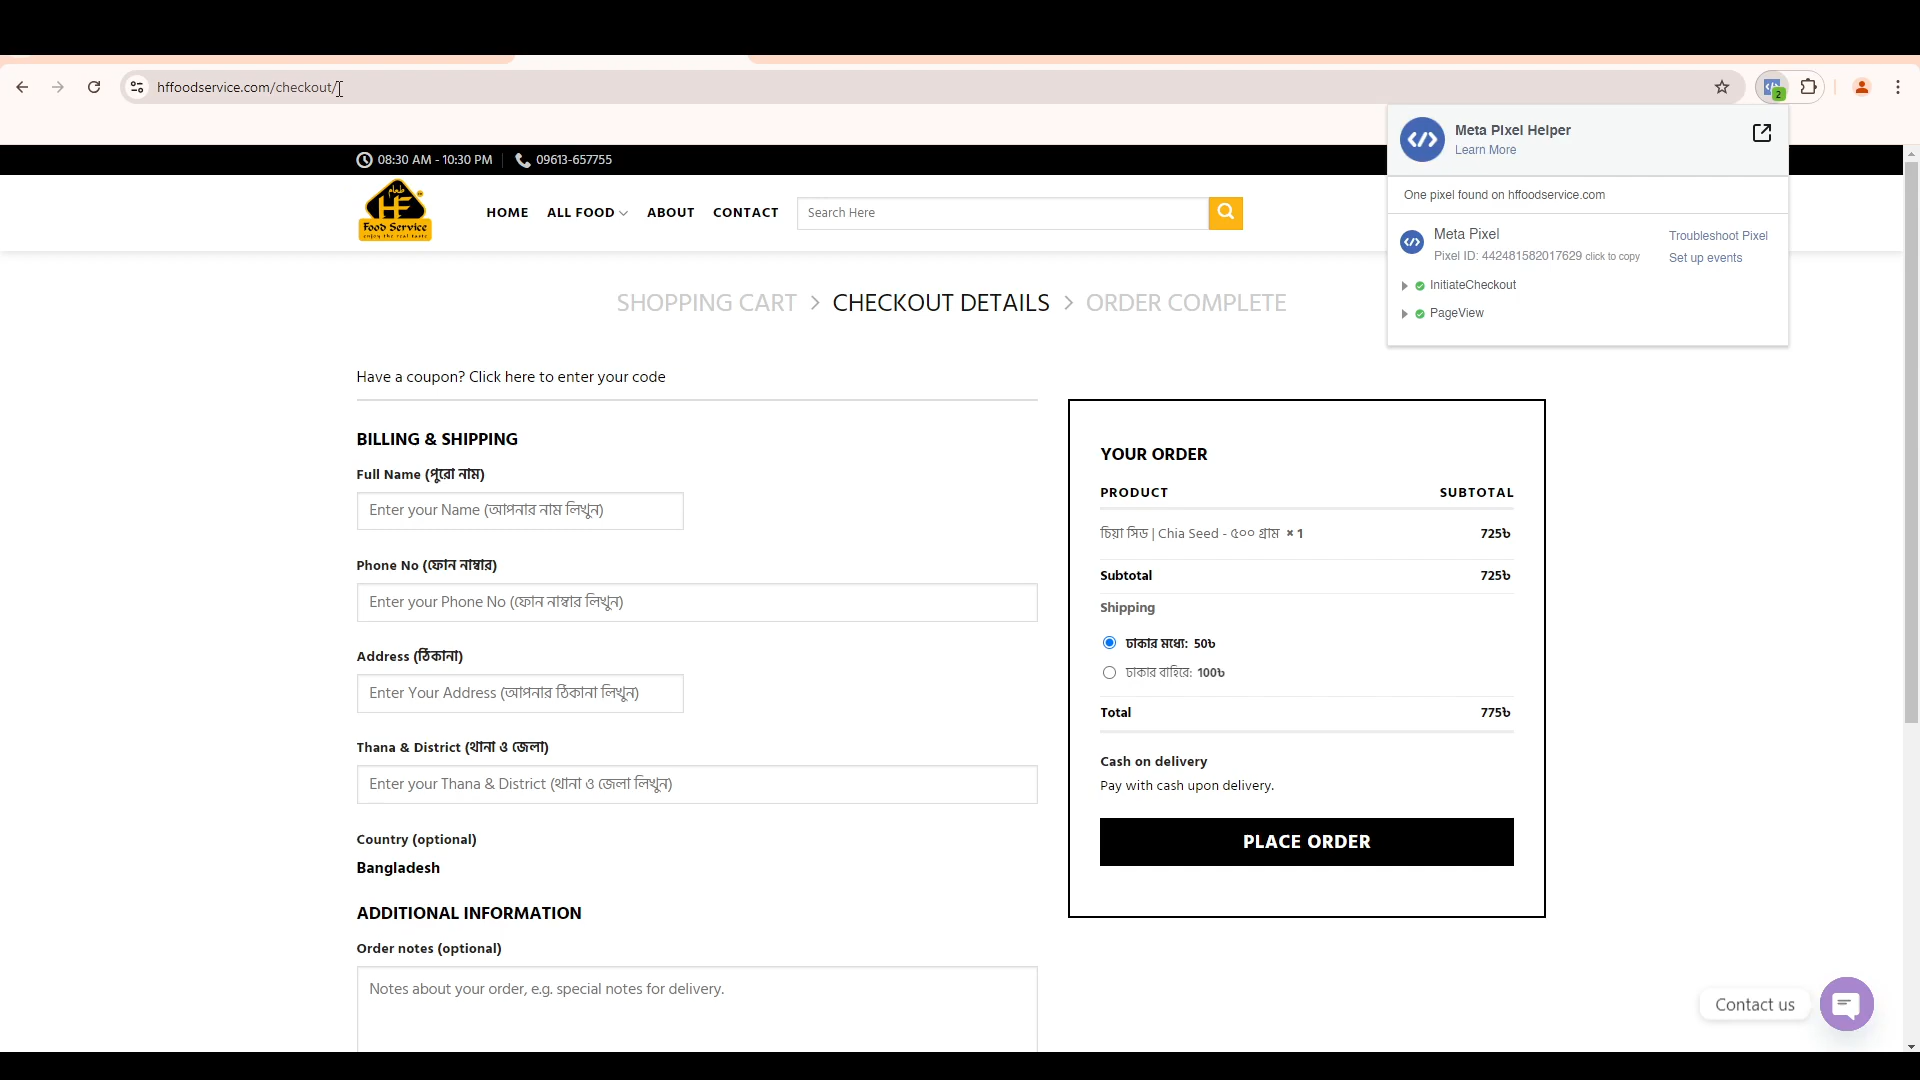 hffoodservice.com/checkout/
2
Meta Pixel Helper
Learn More
One pixel found on hffoodservice.com
Meta Pixel
Troubleshoot Pixel
Pixel ID: 442481582017629 click to copy
Set up events
InitiateCheckout
PageView
08:30 AM - 10:30 PM
09613-657755
HF
Food Service
enjoy the real taste
HOME
ALL FOOD
ABOUT
CONTACT
Search Here
SHOPPING CART > CHECKOUT DETAILS > ORDER COMPLETE
Have a coupon? Click here to enter your code
BILLING & SHIPPING
Full Name (পুরো নাম)
Enter your Name (আপনার নাম লিখুন)
Phone No (ফোন নাম্বার)
Enter your Phone No (ফোন নাম্বার লিখুন)
Address (ঠিকানা)
Enter Your Address (আপনার ঠিকানা লিখুন)
Thana & District (থানা ও জেলা)
Enter your Thana & District (থানা ও জেলা লিখুন)
Country (optional)
Bangladesh
ADDITIONAL INFORMATION
Order notes (optional)
Notes about your order, e.g. special notes for delivery.
YOUR ORDER
PRODUCT SUBTOTAL
চিয়া সিড | Chia Seed - ৫০০ গ্রাম × 1 725৳
Subtotal 725৳
Shipping
ঢাকার মধ্যে: 50৳
ঢাকার বাহিরে: 100৳
Total 775৳
Cash on delivery
Pay with cash upon delivery.
PLACE ORDER
Contact us